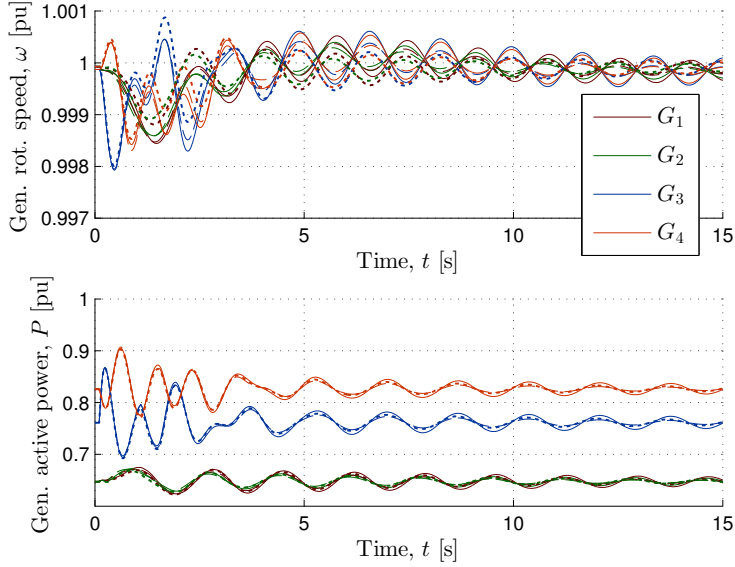 Gen. rot. speed, ω [pu]
1.001
1
0.999
0.998
0.997
0 5 10 15
Time, t [s]
G1
G2
G3
G4
Gen. active power, P [pu]
1
0.9
0.8
0.7
0 5 10 15
Time, t [s]